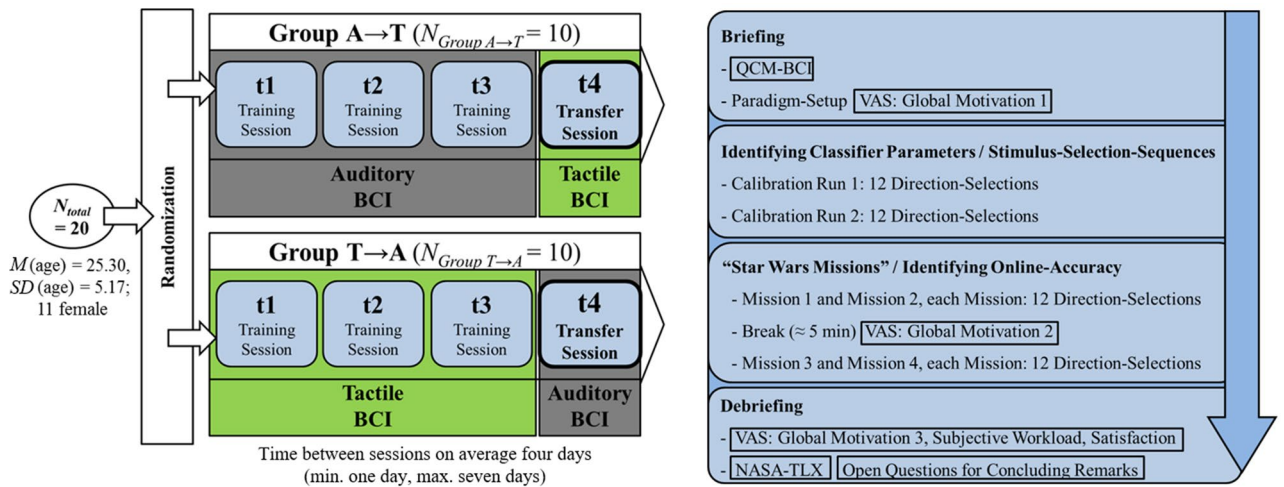 N total
= 20
M (age) = 25.30,
SD (age) = 5.17;
11 female
Randomization
Group A→T (N Group A→T = 10)
t1
Training
Session
t2
Training
Session
t3
Training
Session
t4
Transfer
Session
Auditory
BCI
Tactile
BCI
Group T→A (N Group T→A = 10)
t1
Training
Session
t2
Training
Session
t3
Training
Session
t4
Transfer
Session
Tactile
BCI
Auditory
BCI
Time between sessions on average four days
(min. one day, max. seven days)
Briefing
- QCM-BCI
- Paradigm-Setup VAS: Global Motivation 1
Identifying Classifier Parameters / Stimulus-Selection-Sequences
- Calibration Run 1: 12 Direction-Selections
- Calibration Run 2: 12 Direction-Selections
“Star Wars Missions” / Identifying Online-Accuracy
- Mission 1 and Mission 2, each Mission: 12 Direction-Selections
- Break (≈ 5 min) VAS: Global Motivation 2
- Mission 3 and Mission 4, each Mission: 12 Direction-Selections
Debriefing
- VAS: Global Motivation 3, Subjective Workload, Satisfaction
- NASA-TLX Open Questions for Concluding Remarks